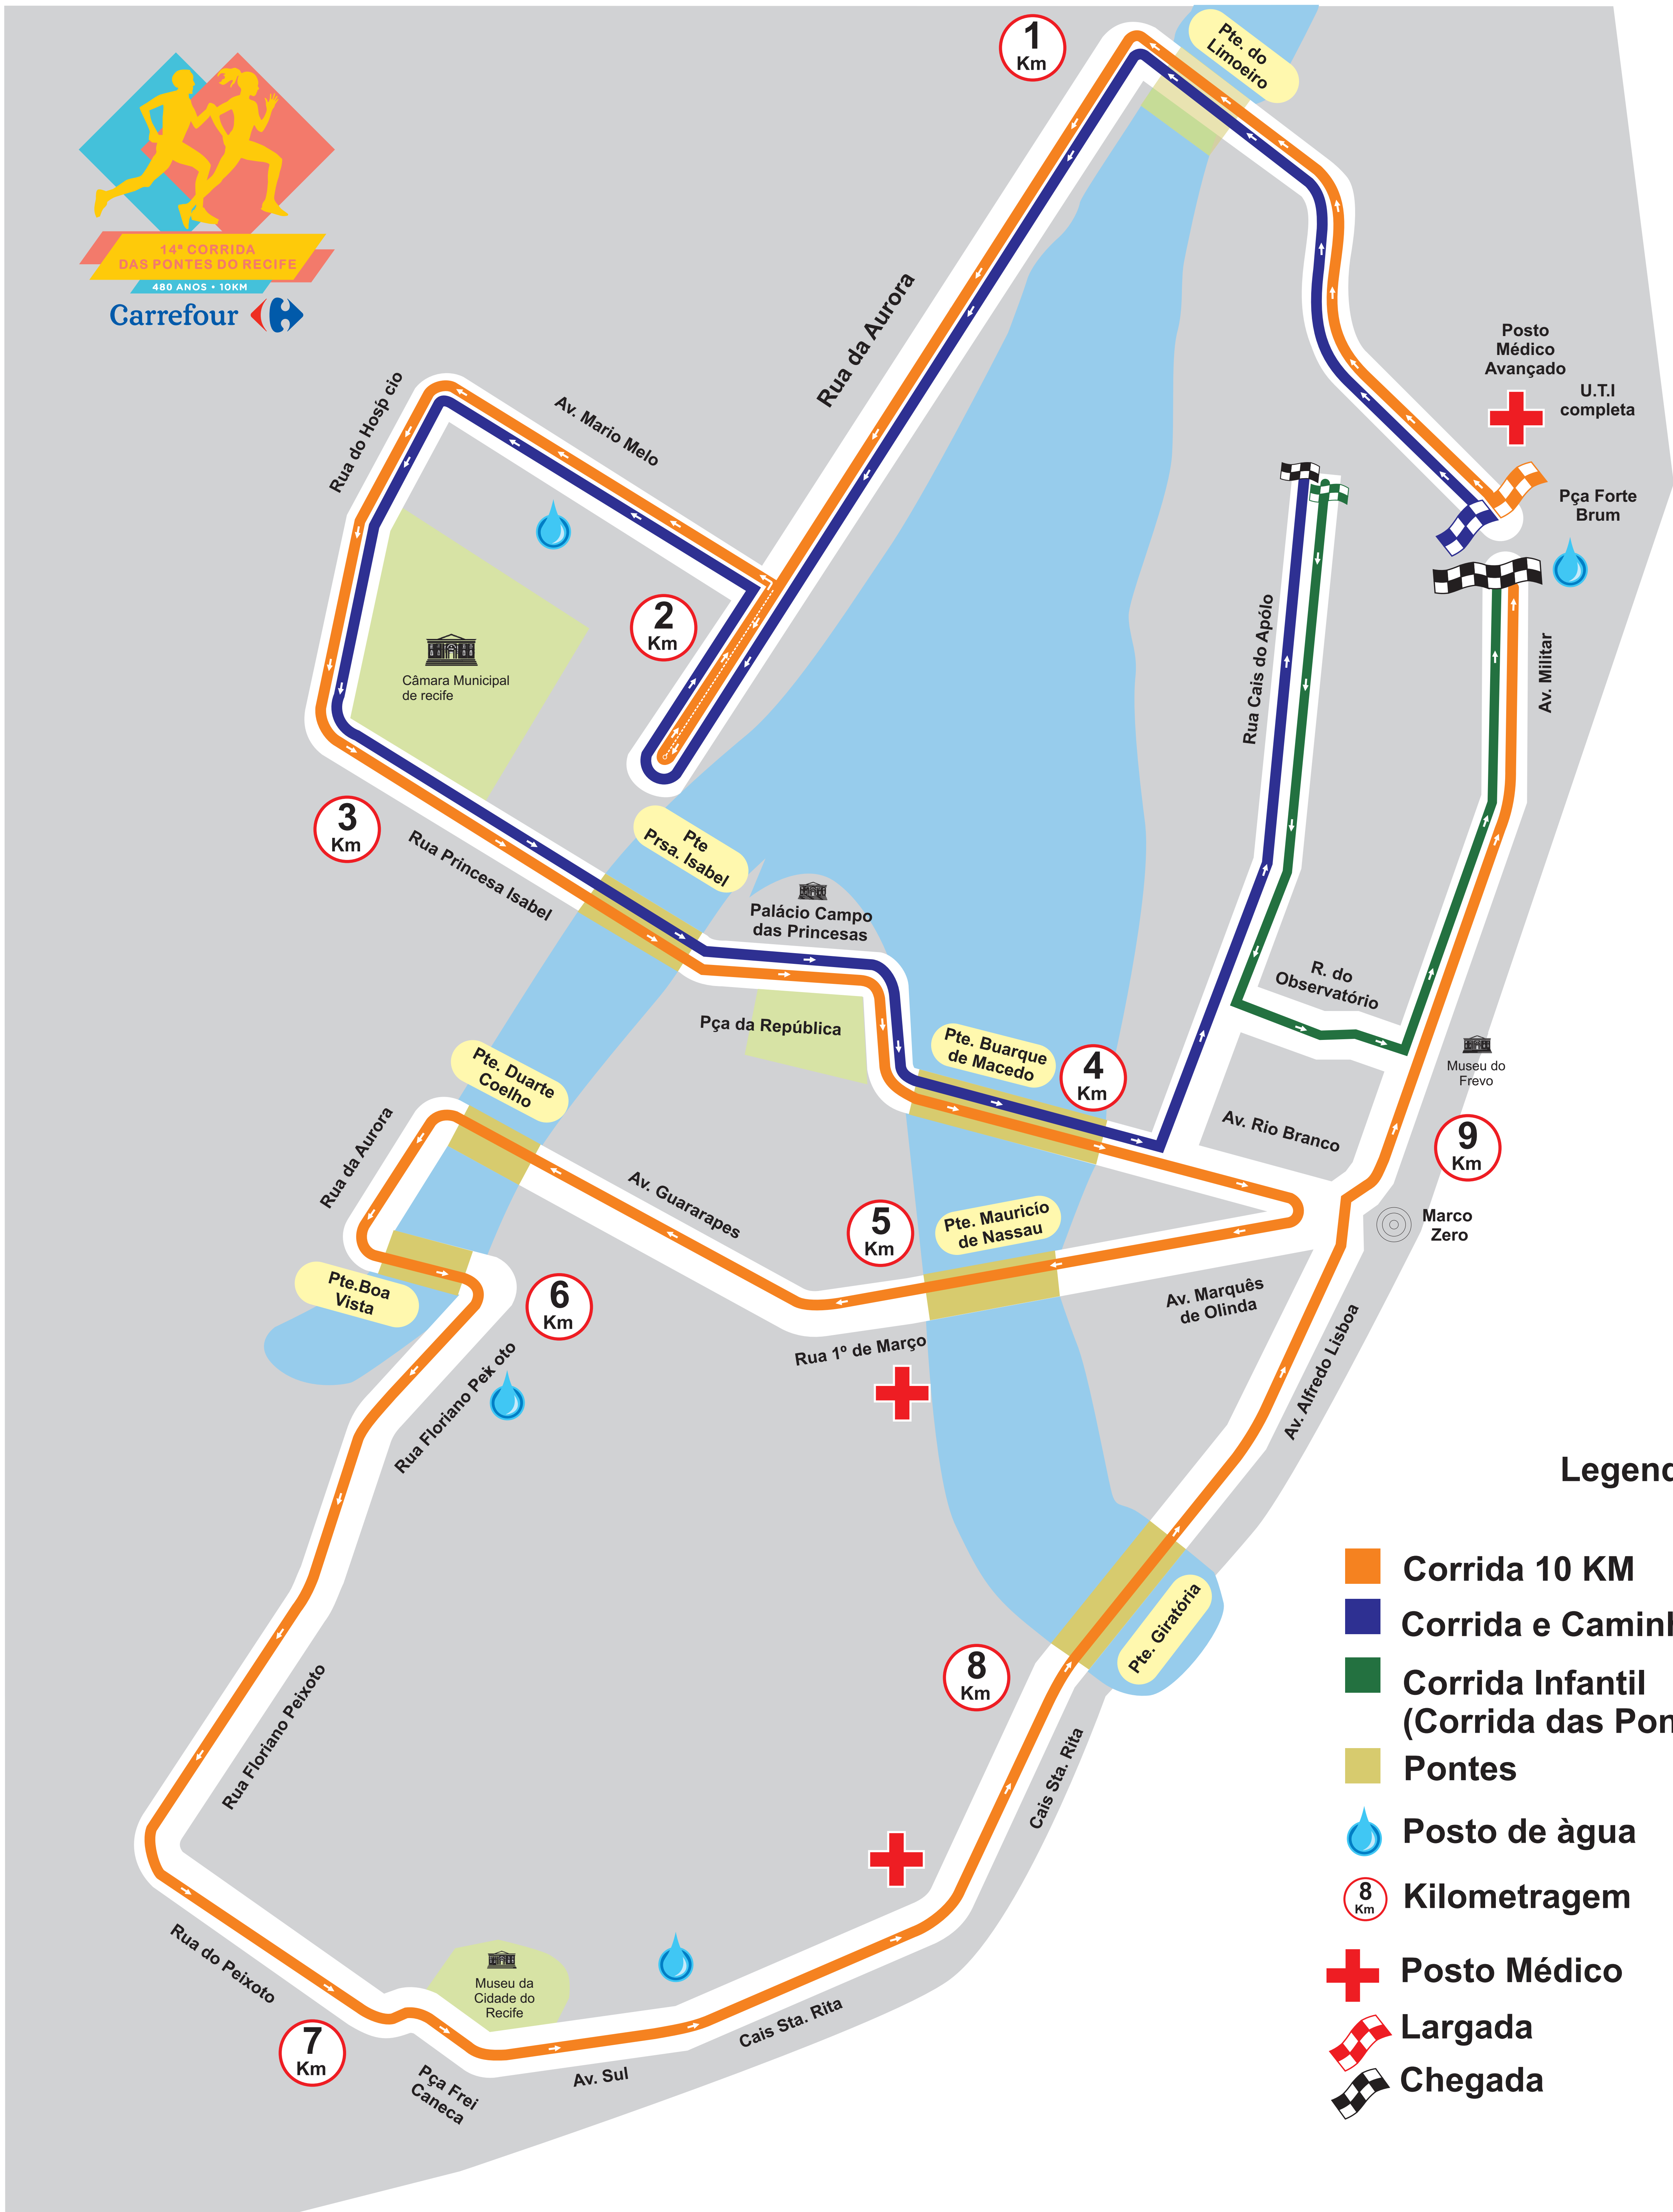 14ª CORRIDA
DAS PONTES DO RECIFE
480 ANOS • 10KM
Carrefour
1
Km
Pte. do
Limoeiro
Rua da Aurora
Posto
Médico
Avançado
U.T.I
completa
Pça Forte
Brum
Rua do Hosp cio
Av. Mario Melo
2
Km
Câmara Municipal
de recife
Rua Cais do Apólo
Av. Militar
3
Km
Rua Princesa Isabel
Pte
Prsa. Isabel
Palácio Campo
das Princesas
Pça da República
R. do
Observatório
Pte. Buarque
de Macedo
4
Km
Museu do
Frevo
Pte. Duarte
Coelho
Rua da Aurora
Av. Rio Branco
9
Km
Av. Guararapes
5
Km
Pte. Mauricío
de Nassau
Marco
Zero
Pte.Boa
Vista
6
Km
Av. Marquês
de Olinda
Rua 1º de Março
Rua Floriano Pek oto
Av. Alfredo Lisboa
Legend
Corrida 10 KM
Corrida e Caminh
Corrida Infantil
(Corrida das Pon
Pontes
Posto de àgua
8
Km
Kilometragem
Posto Médico
Largada
Chegada
Pte. Giratória
8
Km
Rua Floriano Peixoto
Cais Sta. Rita
Rua do Peixoto
Museu da
Cidade do
Recife
7
Km
Cais Sta. Rita
Pça Frei
Caneca
Av. Sul